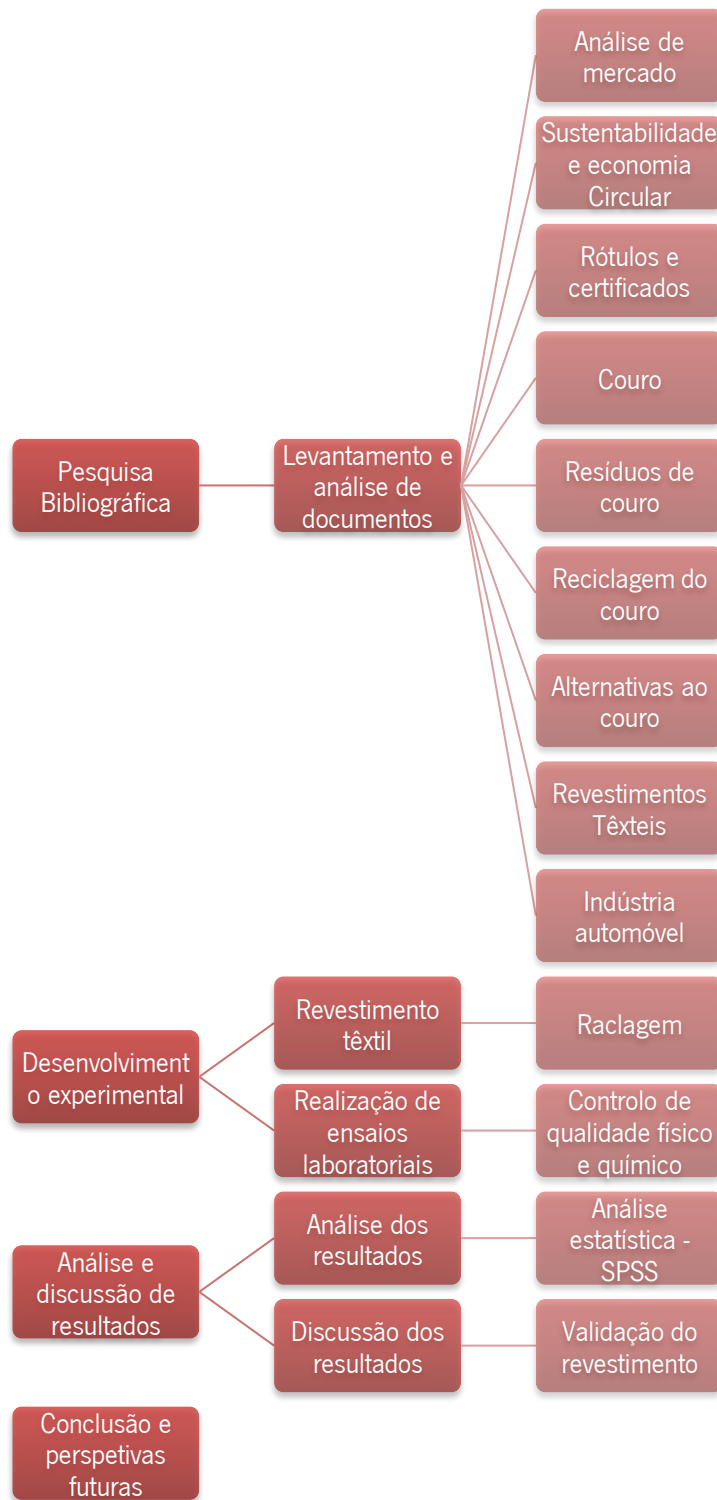 Análise de
mercado
Sustentabilidade
e economia
Circular
Rótulos e
certificados
Couro
Pesquisa
Bibliográfica
Levantamento e
análise de
documentos
Resíduos de
couro
Reciclagem do
couro
Alternativas ao
couro
Revestimentos
Têxteis
Indústria
automóvel
Desenvolviment
o experimental
Revestimento
têxtil
Raclagem
Realização de
ensaios
laboratoriais
Controlo de
qualidade físico
e químico
Análise e
discussão de
resultados
Análise dos
resultados
Análise
estatística -
SPSS
Discussão dos
resultados
Validação do
revestimento
Conclusão e
perspetivas
futuras